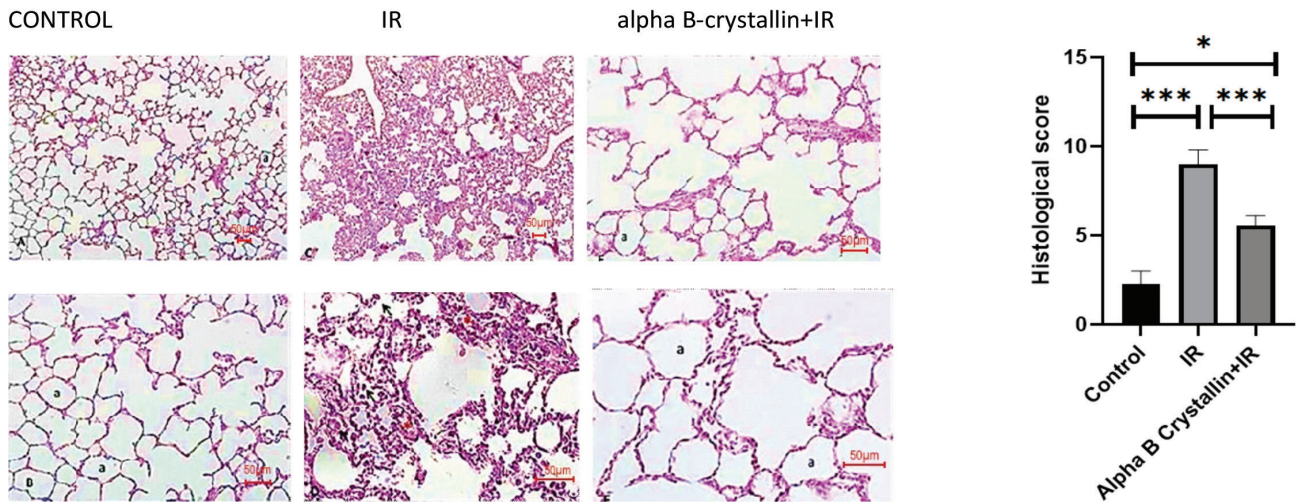 CONTROL IR alpha B-crystallin+IR
a
50µm
A
50µm
C
a
50µm
a
a
50µm
B
50µm
a
a
50µm
15
10
5
0
Histological score
*
*** ***
Control
IR
Alpha B Crystallin+IR